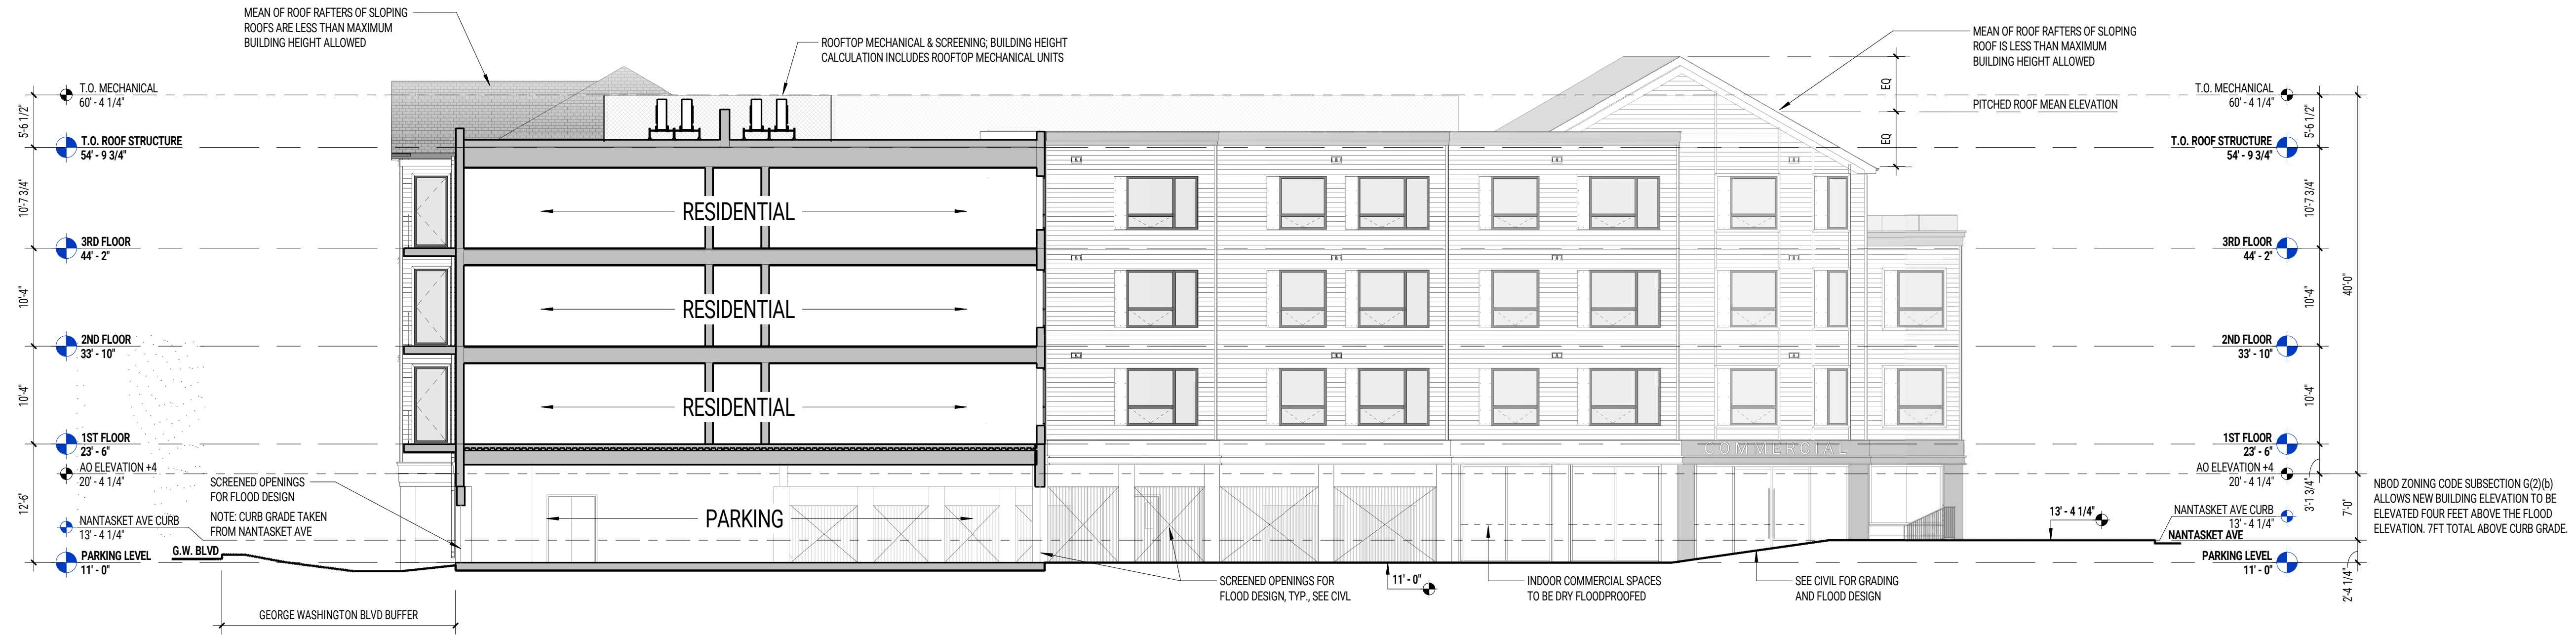 MEAN OF ROOF RAFTERS OF SLOPING
ROOFS ARE LESS THAN MAXIMUM
BUILDING HEIGHT ALLOWED
ROOFTOP MECHANICAL & SCREENING; BUILDING HEIGHT
CALCULATION INCLUDES ROOFTOP MECHANICAL UNITS
MEAN OF ROOF RAFTERS OF SLOPING
ROOF IS LESS THAN MAXIMUM
BUILDING HEIGHT ALLOWED
T.O. MECHANICAL
60' - 4 1/4"
5'-6 1/2"
T.O. ROOF STRUCTURE
54' - 9 3/4"
10'-7 3/4"
3RD FLOOR
44' - 2"
10'-4"
2ND FLOOR
33' - 10"
10'-4"
1ST FLOOR
23' - 6"
AO ELEVATION +4
20' - 4 1/4"
12'-6"
NANTASKET AVE CURB
13' - 4 1/4"
PARKING LEVEL
11' - 0"
G.W. BLVD
SCREENED OPENINGS
FOR FLOOD DESIGN
NOTE: CURB GRADE TAKEN
FROM NANTASKET AVE
GEORGE WASHINGTON BLVD BUFFER
RESIDENTIAL
RESIDENTIAL
RESIDENTIAL
PARKING
COMMERCIAL
SCREENED OPENINGS FOR
FLOOD DESIGN, TYP., SEE CIVL
11' - 0"
INDOOR COMMERCIAL SPACES
TO BE DRY FLOODPROOFED
SEE CIVIL FOR GRADING
AND FLOOD DESIGN
EQ
EQ
PITCHED ROOF MEAN ELEVATION
T.O. MECHANICAL
60' - 4 1/4"
5'-6 1/2"
T.O. ROOF STRUCTURE
54' - 9 3/4"
10'-7 3/4"
3RD FLOOR
44' - 2"
40'-0"
10'-4"
2ND FLOOR
33' - 10"
10'-4"
1ST FLOOR
23' - 6"
AO ELEVATION +4
20' - 4 1/4"
3'-1 3/4"
7'-0"
13' - 4 1/4"
NANTASKET AVE CURB
13' - 4 1/4"
NANTASKET AVE
PARKING LEVEL
11' - 0"
2'-4 1/4"
NBOD ZONING CODE SUBSECTION G(2)(b)
ALLOWS NEW BUILDING ELEVATION TO BE
ELEVATED FOUR FEET ABOVE THE FLOOD
ELEVATION. 7FT TOTAL ABOVE CURB GRADE.